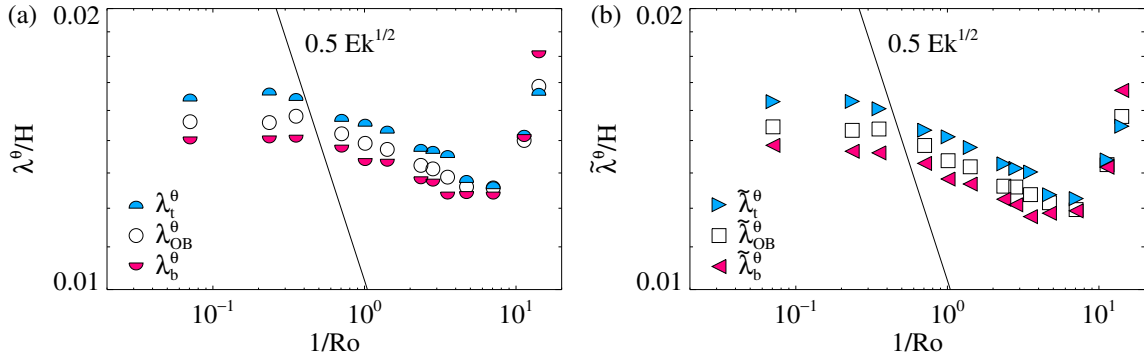 (a)
0.02
0.5 Ek^{1/2}
λ^θ/H
λ_t^θ
λ_OB^θ
λ_b^θ
0.01
10^{-1} 10^0 10^1
1/Ro
(b)
0.02
0.5 Ek^{1/2}
λ̃^θ/H
λ̃_t^θ
λ̃_OB^θ
λ̃_b^θ
0.01
10^{-1} 10^0 10^1
1/Ro